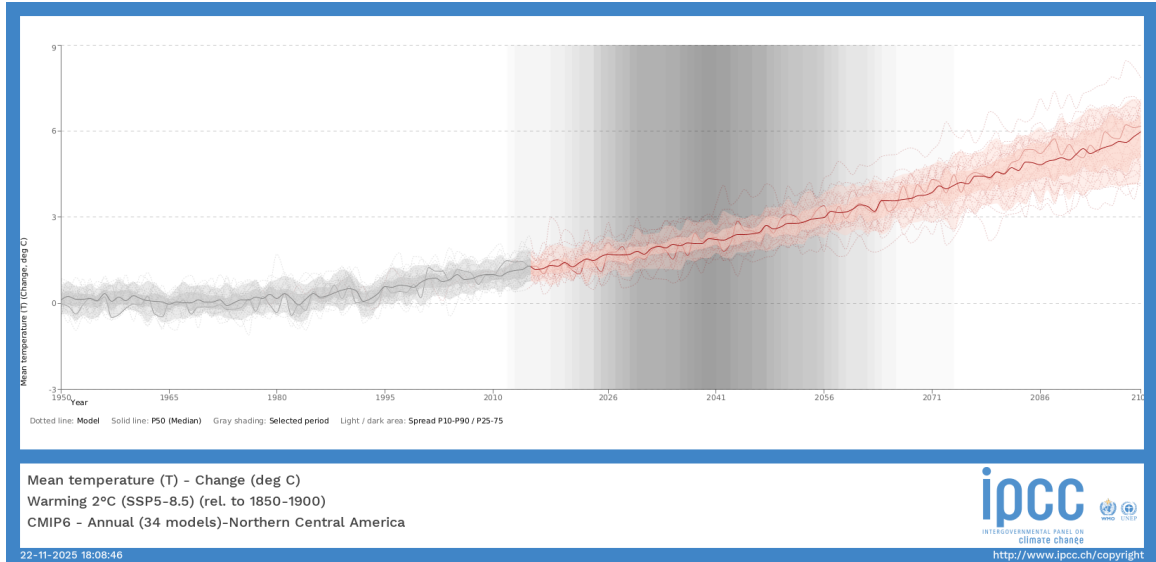 9
6
3
0
-3
Mean temperature (T) (Change, deg C)
1950 1965 1980 1995 2010 2026 2041 2056 2071 2086 210
Year
Dotted line: Model Solid line: P50 (Median) Gray shading: Selected period Light / dark area: Spread P10-P90 / P25-75
Mean temperature (T) - Change (deg C)
Warming 2°C (SSP5-8.5) (rel. to 1850-1900)
CMIP6 - Annual (34 models)-Northern Central America
ipcc
INTERGOVERNMENTAL PANEL ON
climate change
WMO UNEP
22-11-2025 18:08:46
http://www.ipcc.ch/copyright